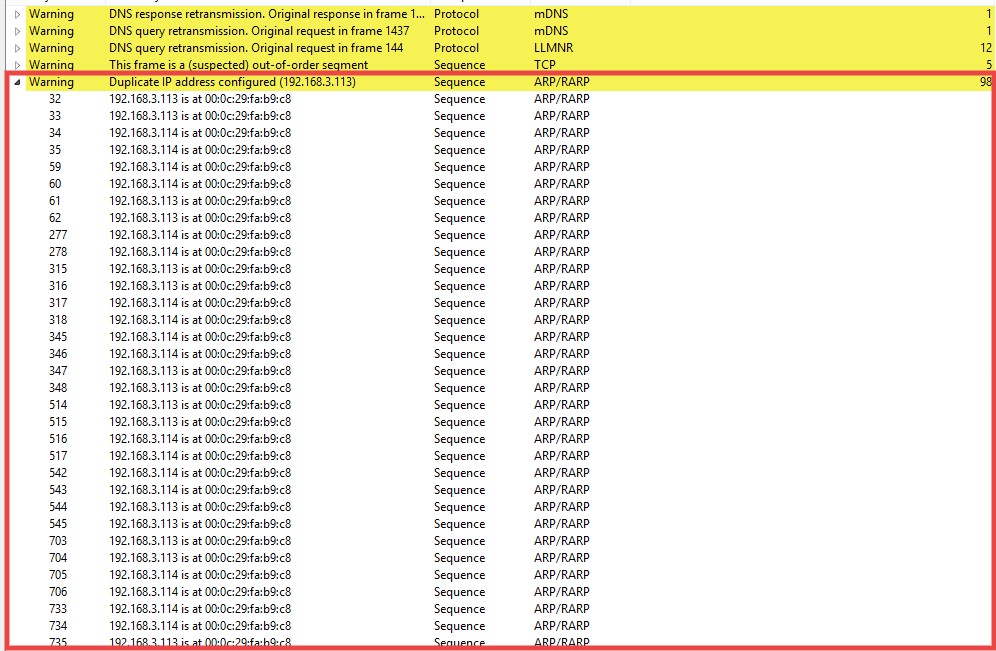 Warning DNS response retransmission. Original response in frame 1... Protocol mDNS 1
Warning DNS query retransmission. Original request in frame 1437 Protocol mDNS 1
Warning DNS query retransmission. Original request in frame 144 Protocol LLMNR 12
Warning This frame is a (suspected) out-of-order segment Sequence TCP 5
Warning Duplicate IP address configured (192.168.3.113) Sequence ARP/RARP 98
32 192.168.3.113 is at 00:0c:29:fa:b9:c8 Sequence ARP/RARP
33 192.168.3.113 is at 00:0c:29:fa:b9:c8 Sequence ARP/RARP
34 192.168.3.114 is at 00:0c:29:fa:b9:c8 Sequence ARP/RARP
35 192.168.3.114 is at 00:0c:29:fa:b9:c8 Sequence ARP/RARP
59 192.168.3.114 is at 00:0c:29:fa:b9:c8 Sequence ARP/RARP
60 192.168.3.114 is at 00:0c:29:fa:b9:c8 Sequence ARP/RARP
61 192.168.3.113 is at 00:0c:29:fa:b9:c8 Sequence ARP/RARP
62 192.168.3.113 is at 00:0c:29:fa:b9:c8 Sequence ARP/RARP
277 192.168.3.114 is at 00:0c:29:fa:b9:c8 Sequence ARP/RARP
278 192.168.3.114 is at 00:0c:29:fa:b9:c8 Sequence ARP/RARP
315 192.168.3.113 is at 00:0c:29:fa:b9:c8 Sequence ARP/RARP
316 192.168.3.113 is at 00:0c:29:fa:b9:c8 Sequence ARP/RARP
317 192.168.3.114 is at 00:0c:29:fa:b9:c8 Sequence ARP/RARP
318 192.168.3.114 is at 00:0c:29:fa:b9:c8 Sequence ARP/RARP
345 192.168.3.114 is at 00:0c:29:fa:b9:c8 Sequence ARP/RARP
346 192.168.3.114 is at 00:0c:29:fa:b9:c8 Sequence ARP/RARP
347 192.168.3.113 is at 00:0c:29:fa:b9:c8 Sequence ARP/RARP
348 192.168.3.113 is at 00:0c:29:fa:b9:c8 Sequence ARP/RARP
514 192.168.3.113 is at 00:0c:29:fa:b9:c8 Sequence ARP/RARP
515 192.168.3.113 is at 00:0c:29:fa:b9:c8 Sequence ARP/RARP
516 192.168.3.114 is at 00:0c:29:fa:b9:c8 Sequence ARP/RARP
517 192.168.3.114 is at 00:0c:29:fa:b9:c8 Sequence ARP/RARP
542 192.168.3.114 is at 00:0c:29:fa:b9:c8 Sequence ARP/RARP
543 192.168.3.114 is at 00:0c:29:fa:b9:c8 Sequence ARP/RARP
544 192.168.3.113 is at 00:0c:29:fa:b9:c8 Sequence ARP/RARP
545 192.168.3.113 is at 00:0c:29:fa:b9:c8 Sequence ARP/RARP
703 192.168.3.113 is at 00:0c:29:fa:b9:c8 Sequence ARP/RARP
704 192.168.3.113 is at 00:0c:29:fa:b9:c8 Sequence ARP/RARP
705 192.168.3.114 is at 00:0c:29:fa:b9:c8 Sequence ARP/RARP
706 192.168.3.114 is at 00:0c:29:fa:b9:c8 Sequence ARP/RARP
733 192.168.3.114 is at 00:0c:29:fa:b9:c8 Sequence ARP/RARP
734 192.168.3.114 is at 00:0c:29:fa:b9:c8 Sequence ARP/RARP
735 192.168.3.113 is at 00:0c:29:fa:b9:c8 Sequence ARP/RARP